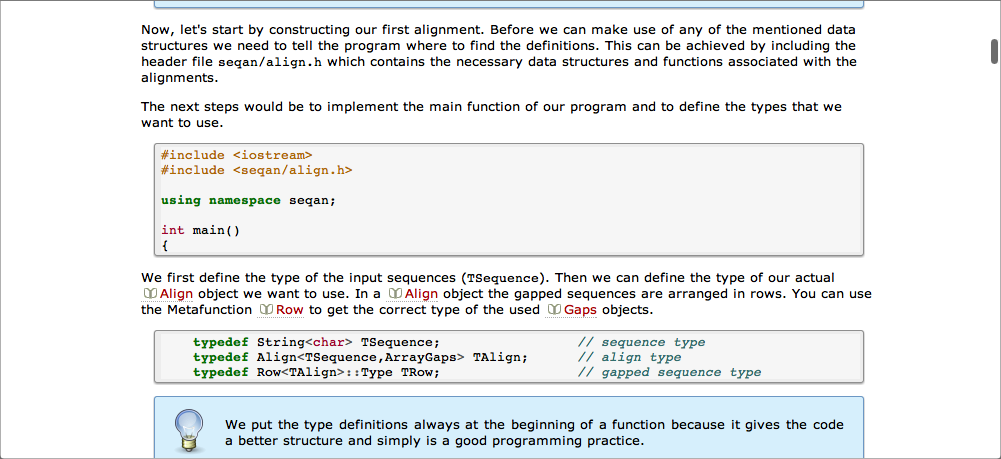 Now, let's start by constructing our first alignment. Before we can make use of any of the mentioned data
structures we need to tell the program where to find the definitions. This can be achieved by including the
header file seqan/align.h which contains the necessary data structures and functions associated with the
alignments.
The next steps would be to implement the main function of our program and to define the types that we
want to use.
#include <iostream>
#include <seqan/align.h>
using namespace seqan;
int main()
{
We first define the type of the input sequences (TSequence). Then we can define the type of our actual
Align object we want to use. In a Align object the gapped sequences are arranged in rows. You can use
the Metafunction Row to get the correct type of the used Gaps objects.
typedef String<char> TSequence; // sequence type
typedef Align<TSequence,ArrayGaps> TAlign; // align type
typedef Row<TAlign>::Type TRow; // gapped sequence type
We put the type definitions always at the beginning of a function because it gives the code
a better structure and simply is a good programming practice.